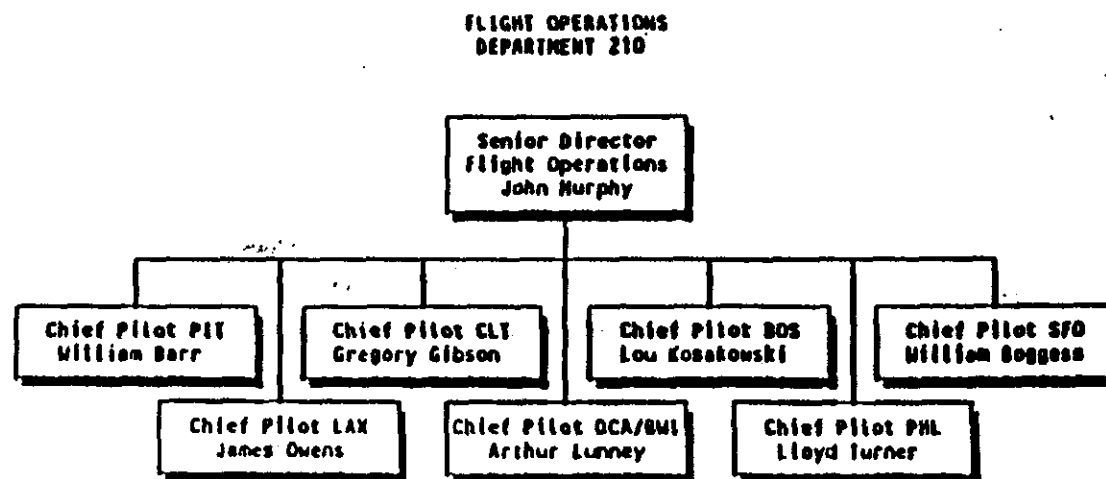 FLIGHT OPERATIONS
DEPARTMENT 210
Senior Director
Flight Operations
John Murphy
Chief Pilot PIT
William Barr
Chief Pilot CLT
Gregory Gibson
Chief Pilot BOS
Lou Kosakowski
Chief Pilot SFO
William Boggess
Chief Pilot LAX
James Owens
Chief Pilot DCA/BWI
Arthur Lunney
Chief Pilot PHL
Lloyd Turner